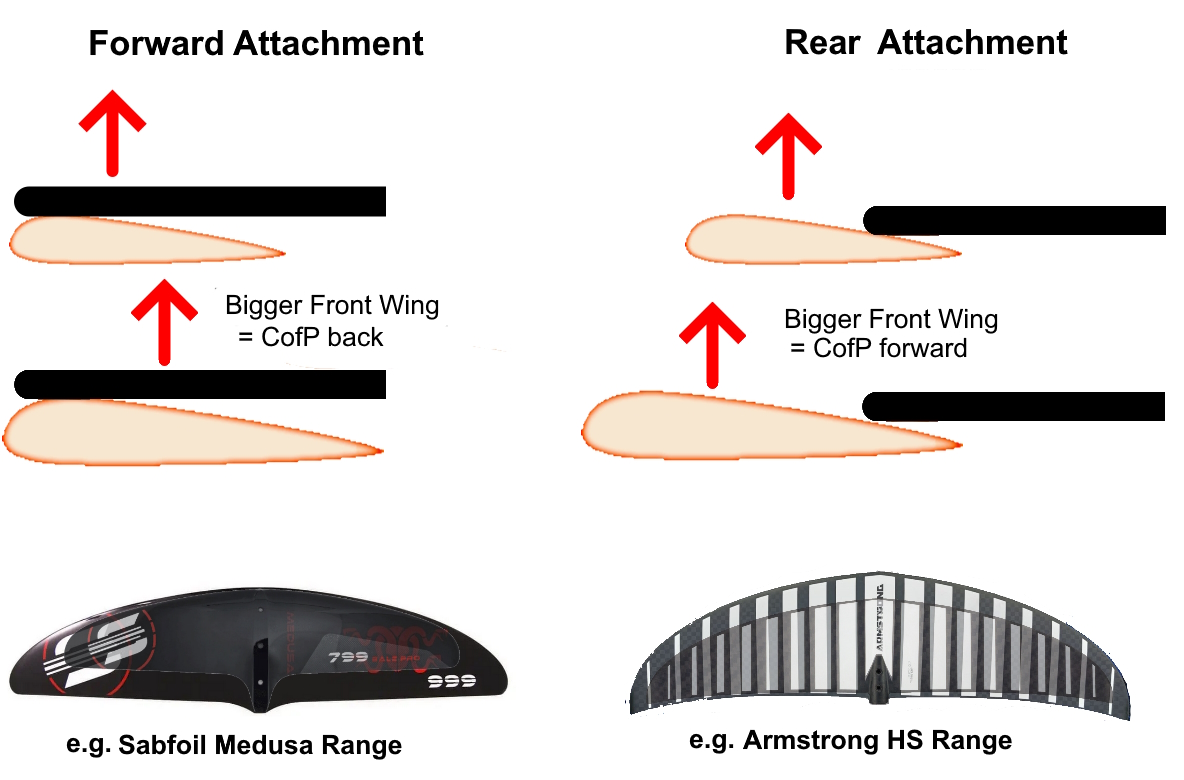 Forward Attachment
Rear Attachment
Bigger Front Wing
= CofP back
Bigger Front Wing
= CofP forward
799
999
ARMSTRONG
e.g. Sabfoil Medusa Range
e.g. Armstrong HS Range